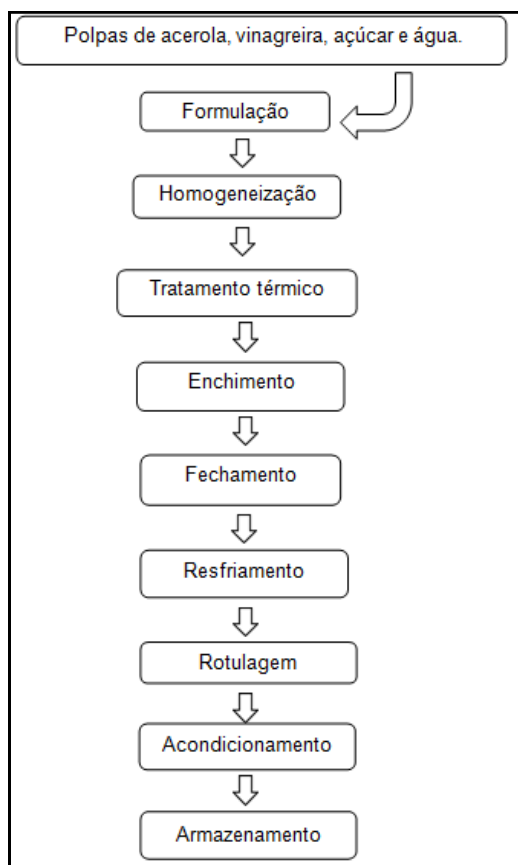 Polpas de acerola, vinagreira, açúcar e água.
Formulação
Homogeneização
Tratamento térmico
Enchimento
Fechamento
Resfriamento
Rotulagem
Acondicionamento
Armazenamento